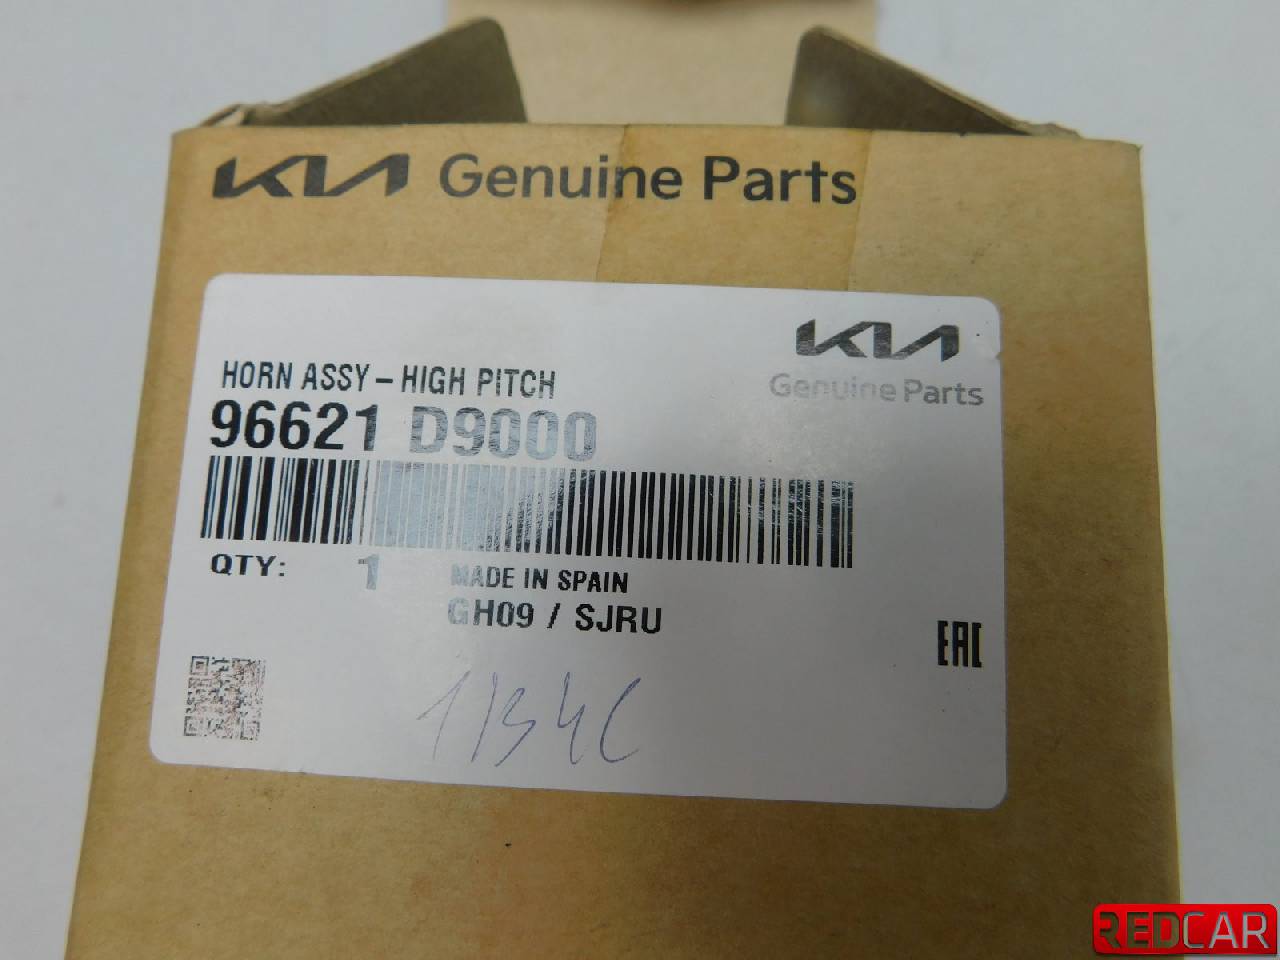 KIA Genuine Parts
KIA
Genuine Parts
HORN ASSY – HIGH PITCH
96621 D9000
QTY: 1 MADE IN SPAIN
GH09 / SJRU
EAC
REDCAR